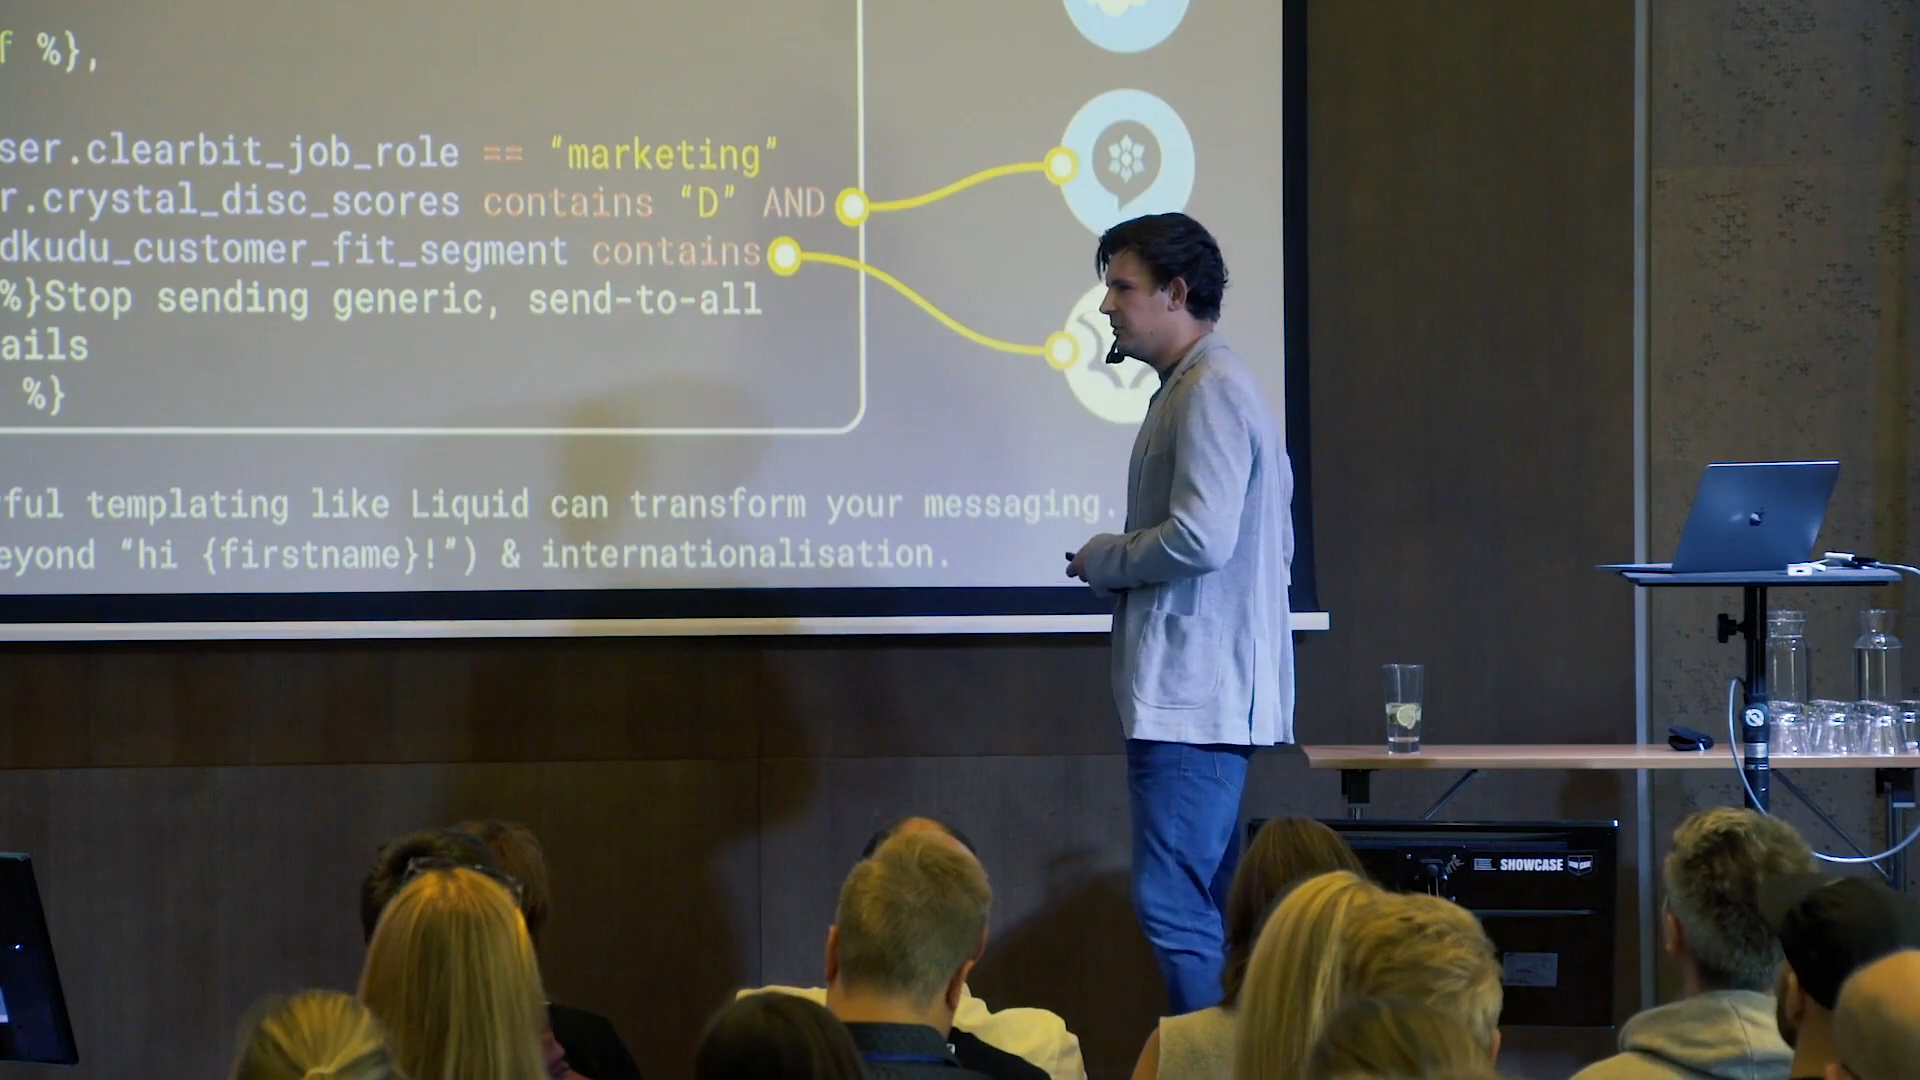 f %},
ser.clearbit_job_role == “marketing”
r.crystal_disc_scores contains “D” AND
dkudu_customer_fit_segment contains
%}Stop sending generic, send-to-all
ails
%}
rful templating like Liquid can transform your messaging.
eyond “hi {firstname}!”) & internationalisation.
SHOWCASE